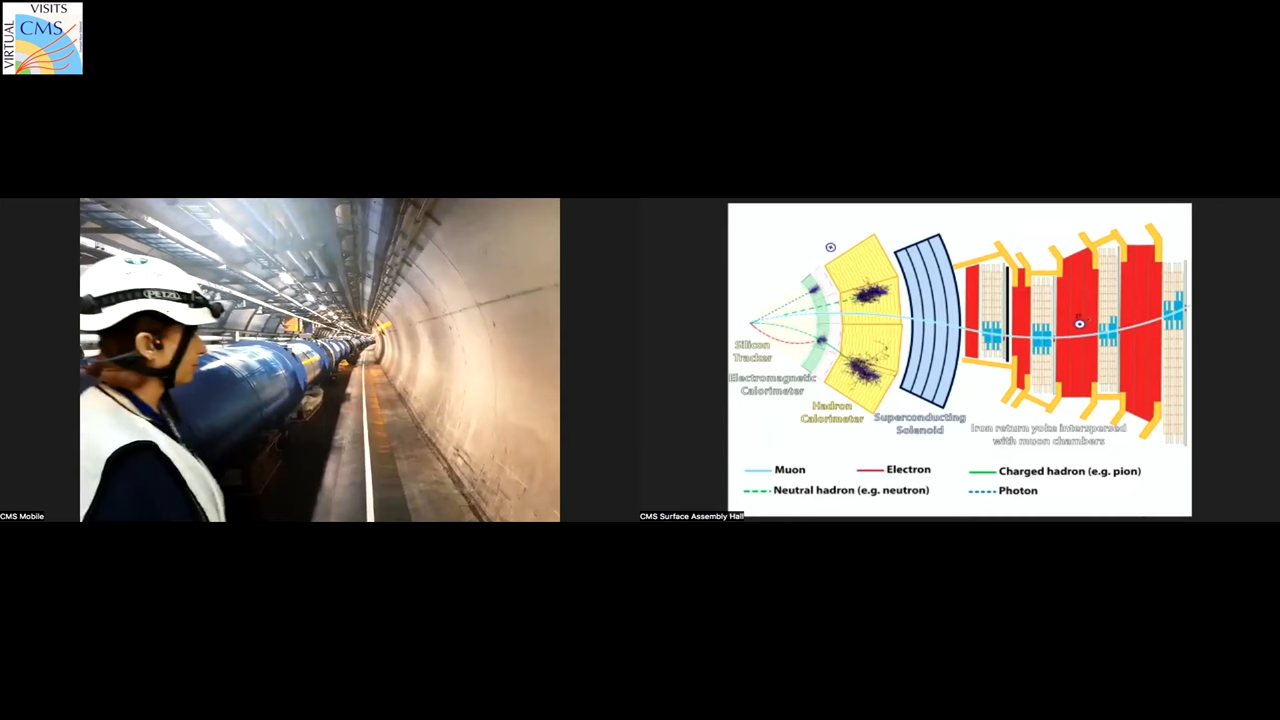 VISITS
CMS
VIRTUAL
PETZL
Silicon
Tracker
Electromagnetic
Calorimeter
Hadron
Calorimeter
Superconducting
Solenoid
Iron return yoke interspersed
with muon chambers
Muon
Electron
Charged hadron (e.g. pion)
Neutral hadron (e.g. neutron)
Photon
CMS Mobile
CMS Surface Assembly Hall